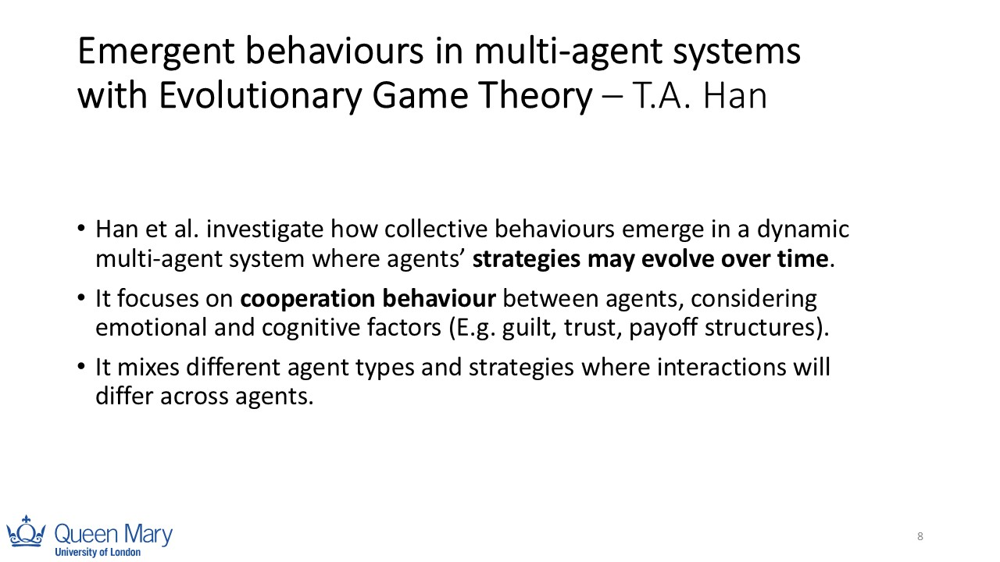 Emergent behaviours in multi-agent systems
with Evolutionary Game Theory – T.A. Han
• Han et al. investigate how collective behaviours emerge in a dynamic
multi-agent system where agents’ strategies may evolve over time.
• It focuses on cooperation behaviour between agents, considering
emotional and cognitive factors (E.g. guilt, trust, payoff structures).
• It mixes different agent types and strategies where interactions will
differ across agents.
Queen Mary
University of London
8